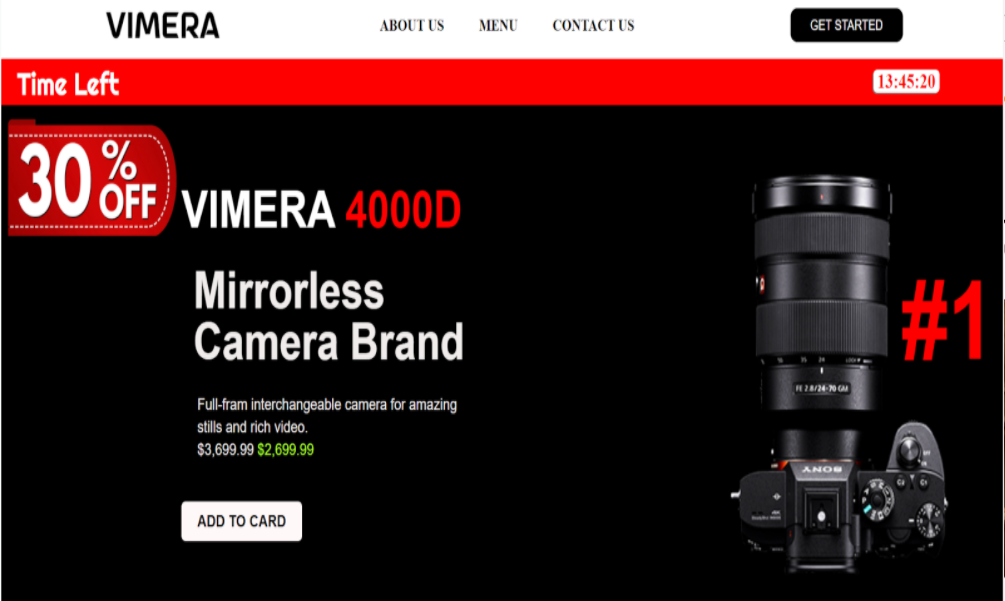 VIMERA
ABOUT US MENU CONTACT US
GET STARTED
Time Left
13:45:20
30% OFF
VIMERA 4000D
Mirrorless
Camera Brand
Full-fram interchangeable camera for amazing
stills and rich video.
$3,699.99 $2,699.99
ADD TO CARD
#1
FE 2.8/24-70 GM
SONY